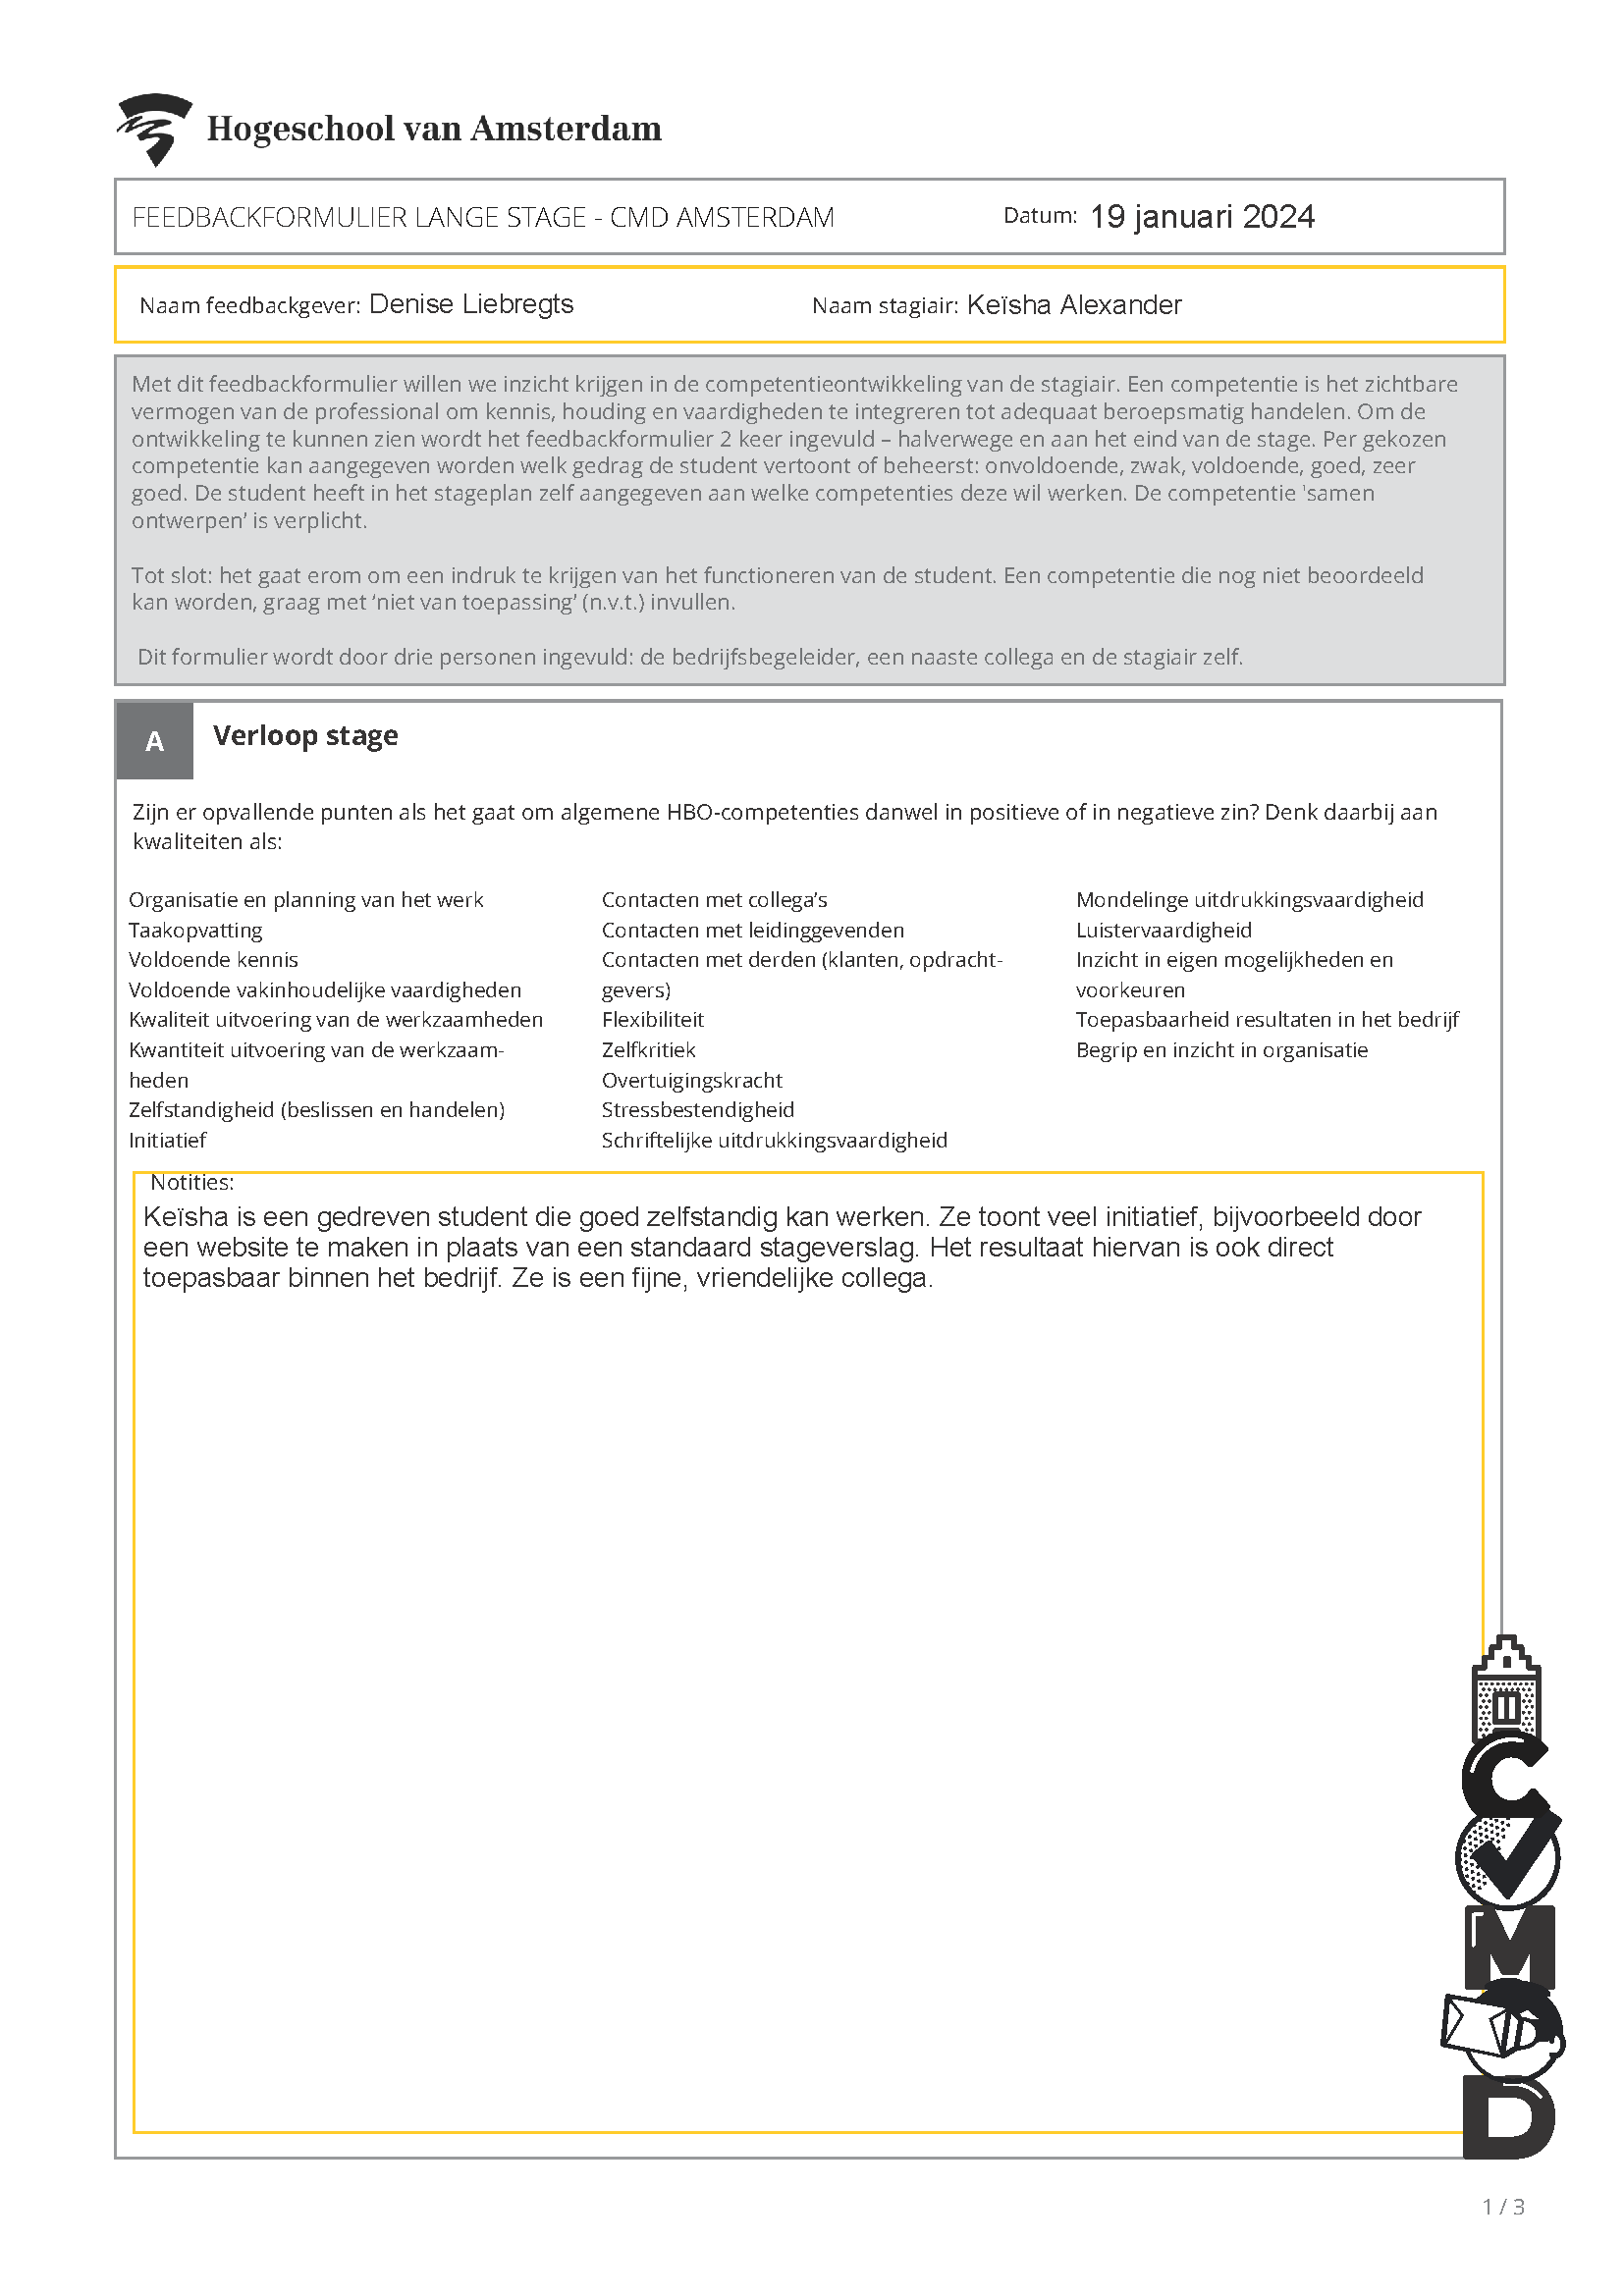 Hogeschool van Amsterdam
FEEDBACKFORMULIER LANGE STAGE - CMD AMSTERDAM
Datum: 19 januari 2024
Naam feedbackgever: Denise Liebregts
Naam stagiair: Keïsha Alexander
Met dit feedbackformulier willen we inzicht krijgen in de competentieontwikkeling van de stagiair. Een competentie is het zichtbare
vermogen van de professional om kennis, houding en vaardigheden te integreren tot adequaat beroepsmatig handelen. Om de
ontwikkeling te kunnen zien wordt het feedbackformulier 2 keer ingevuld – halverwege en aan het eind van de stage. Per gekozen
competentie kan aangegeven worden welk gedrag de student vertoont of beheerst: onvoldoende, zwak, voldoende, goed, zeer
goed. De student heeft in het stageplan zelf aangegeven aan welke competenties deze wil werken. De competentie 'samen
ontwerpen’ is verplicht.
Tot slot: het gaat erom om een indruk te krijgen van het functioneren van de student. Een competentie die nog niet beoordeeld
kan worden, graag met ‘niet van toepassing’ (n.v.t.) invullen.
Dit formulier wordt door drie personen ingevuld: de bedrijfsbegeleider, een naaste collega en de stagiair zelf.
A
Verloop stage
Zijn er opvallende punten als het gaat om algemene HBO-competenties danwel in positieve of in negatieve zin? Denk daarbij aan
kwaliteiten als:
Organisatie en planning van het werk
Taakopvatting
Voldoende kennis
Voldoende vakinhoudelijke vaardigheden
Kwaliteit uitvoering van de werkzaamheden
Kwantiteit uitvoering van de werkzaam-
heden
Zelfstandigheid (beslissen en handelen)
Initiatief
Contacten met collega’s
Contacten met leidinggevenden
Contacten met derden (klanten, opdracht-
gevers)
Flexibiliteit
Zelfkritiek
Overtuigingskracht
Stressbestendigheid
Schriftelijke uitdrukkingsvaardigheid
Mondelinge uitdrukkingsvaardigheid
Luistervaardigheid
Inzicht in eigen mogelijkheden en
voorkeuren
Toepasbaarheid resultaten in het bedrijf
Begrip en inzicht in organisatie
Notities:
Keïsha is een gedreven student die goed zelfstandig kan werken. Ze toont veel initiatief, bijvoorbeeld door
een website te maken in plaats van een standaard stageverslag. Het resultaat hiervan is ook direct
toepasbaar binnen het bedrijf. Ze is een fijne, vriendelijke collega.
C
M
D
1 / 3